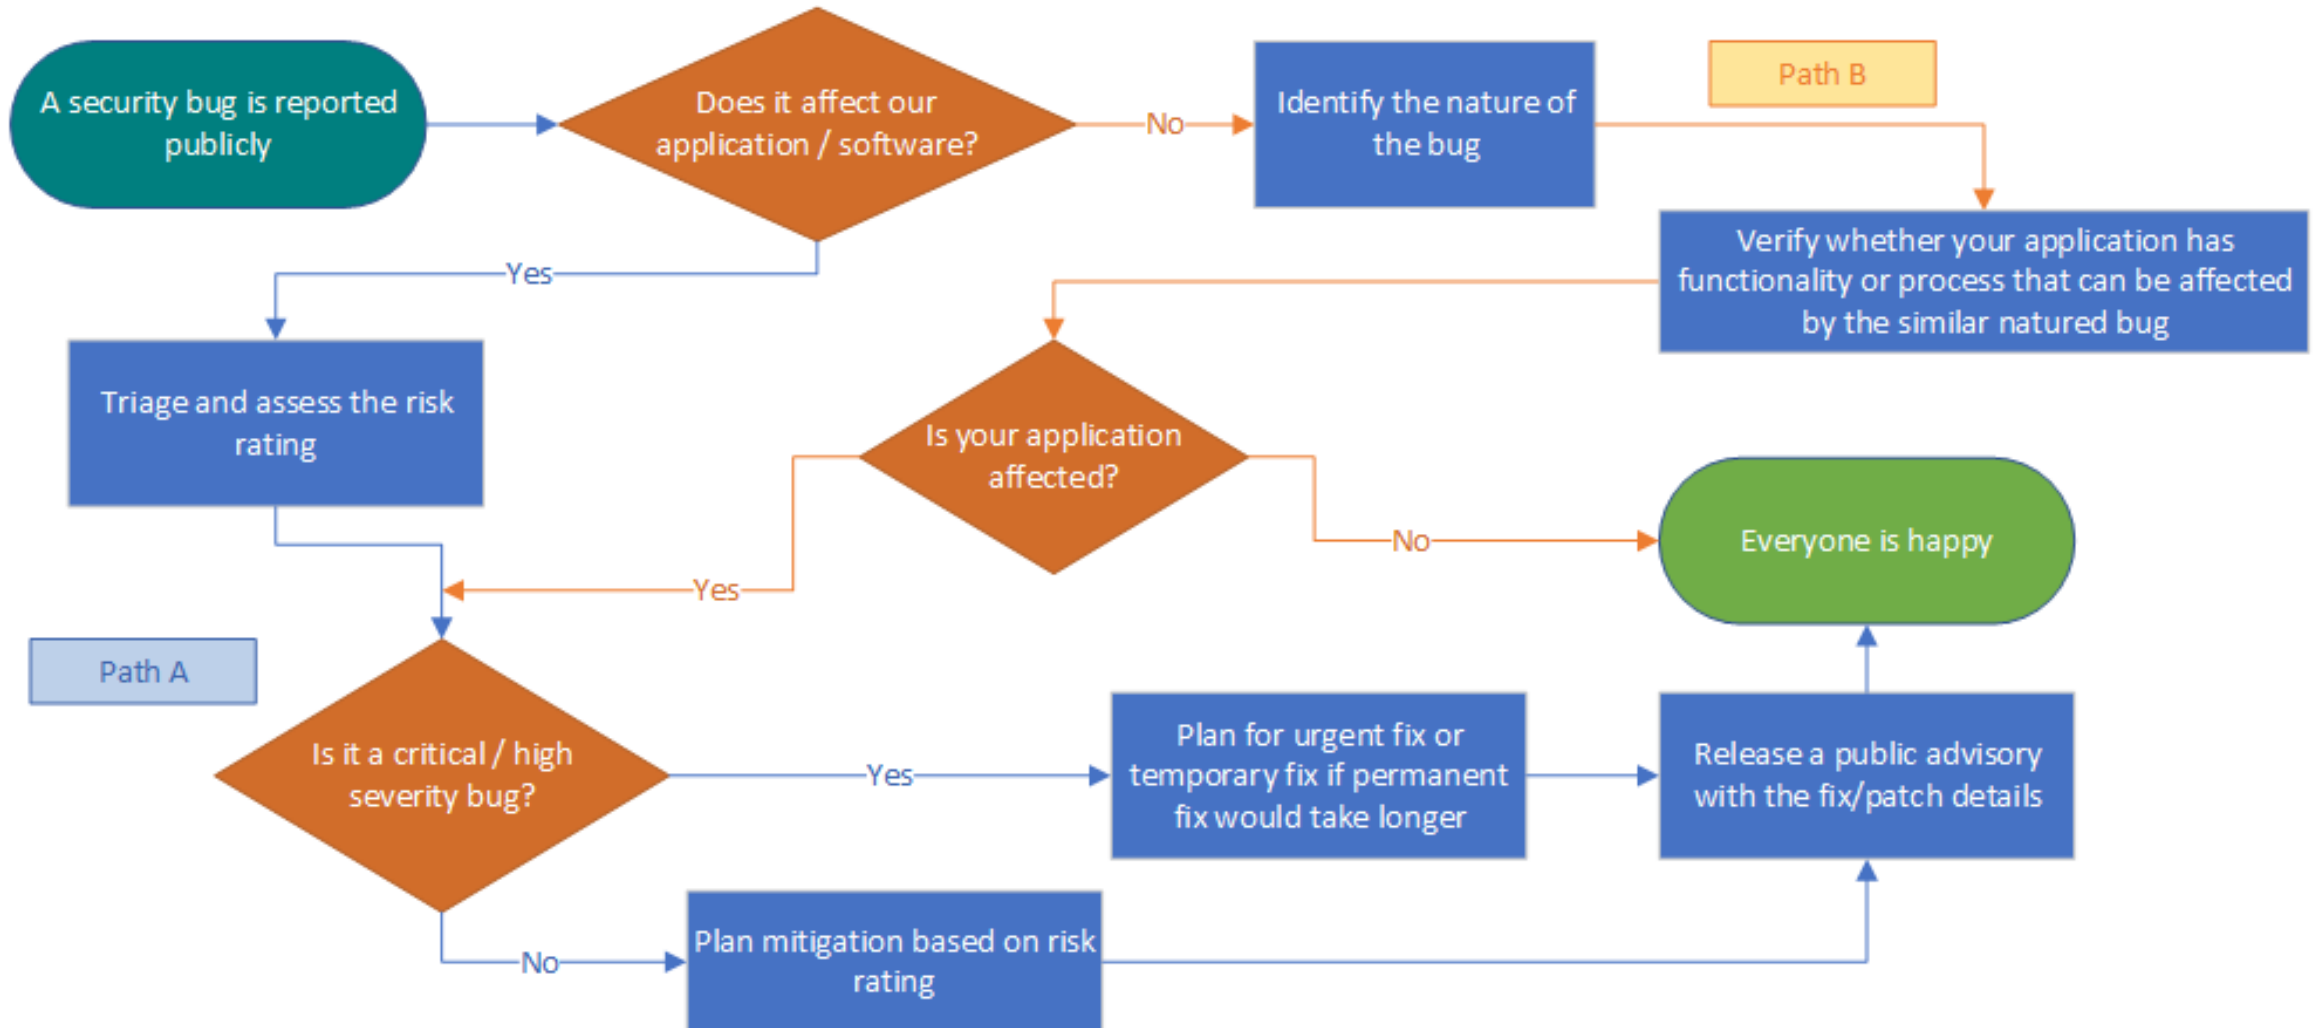 A security bug is reported
publicly
Does it affect our
application / software?
No
Identify the nature of
the bug
Path B
Verify whether your application has
functionality or process that can be affected
by the similar natured bug
Yes
Triage and assess the risk
rating
Is your application
affected?
No
Everyone is happy
Yes
Path A
Is it a critical / high
severity bug?
Yes
Plan for urgent fix or
temporary fix if permanent
fix would take longer
Release a public advisory
with the fix/patch details
No
Plan mitigation based on risk
rating